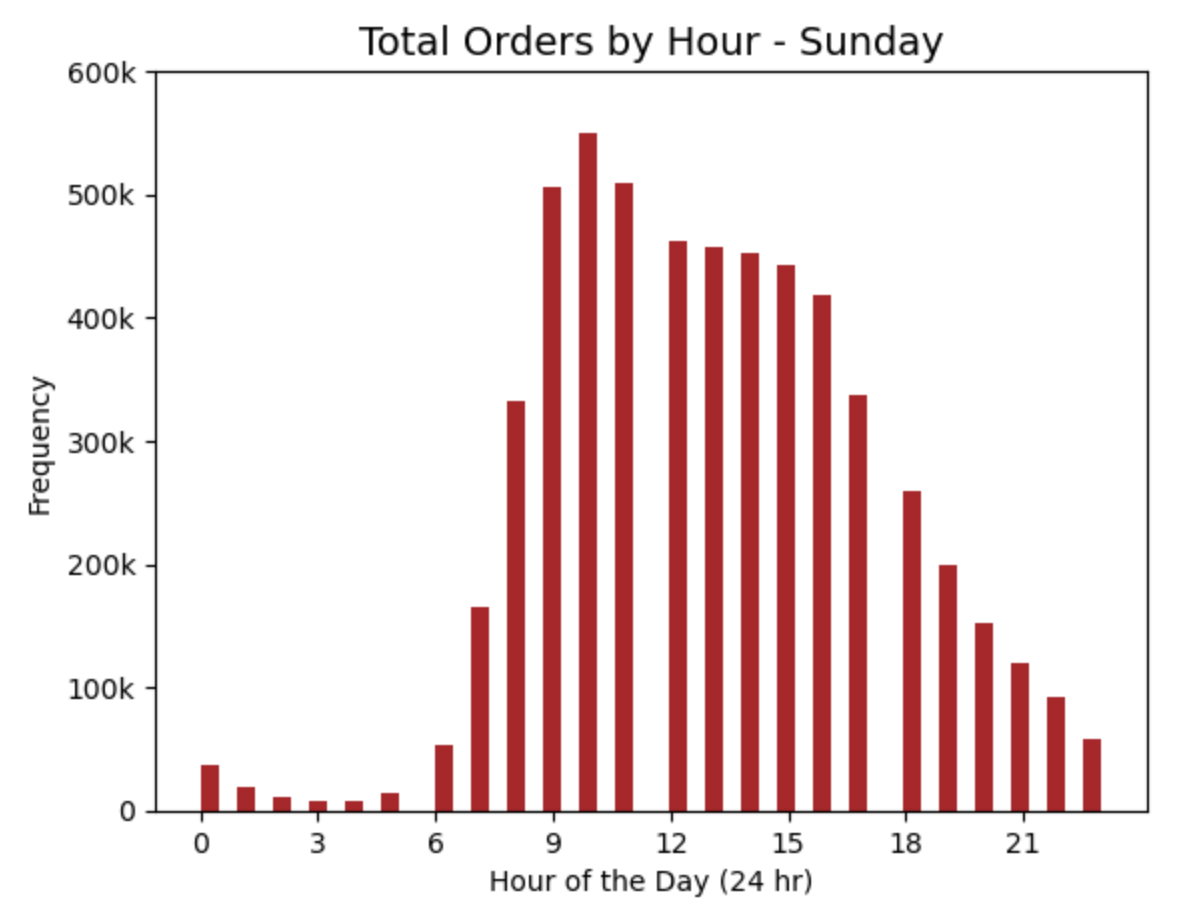 Total Orders by Hour - Sunday
600k
500k
400k
300k
200k
100k
0
Frequency
0 3 6 9 12 15 18 21
Hour of the Day (24 hr)